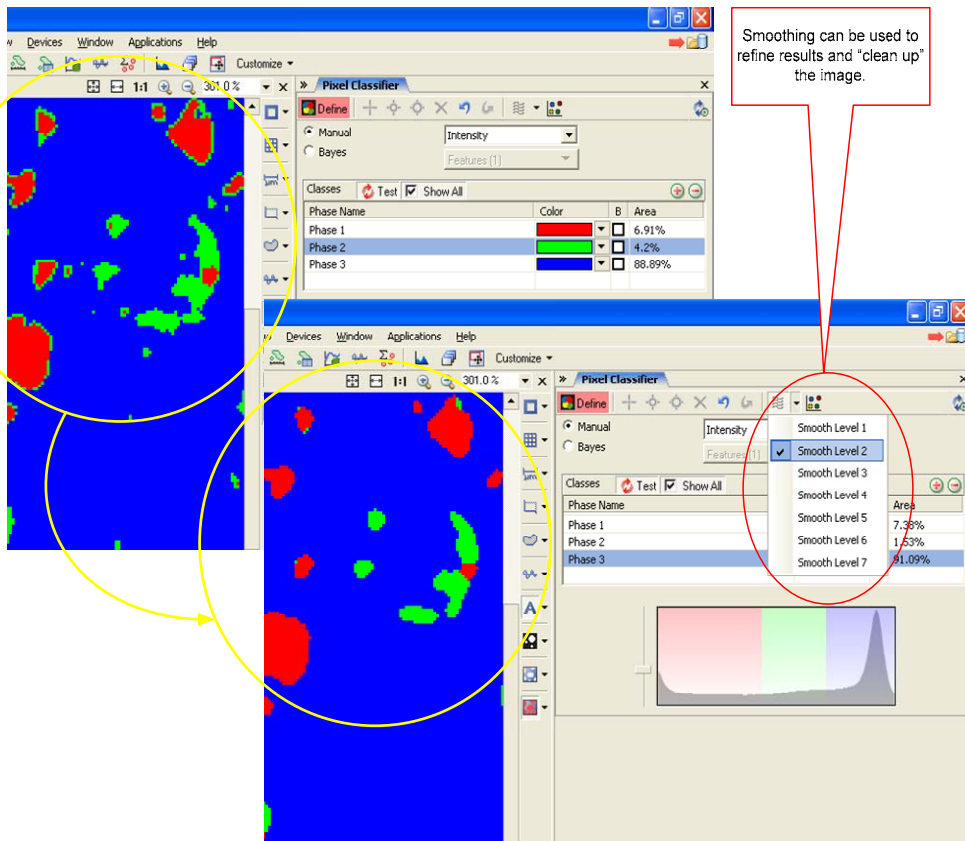 Smoothing can be used to
refine results and “clean up”
the image.
Devices Window Applications Help
Customize
1:1 301.0 %
Pixel Classifier
Define
Manual Intensity
Bayes Features (1)
Classes Test Show All
Phase Name Color B Area
Phase 1 6.91%
Phase 2 4.2%
Phase 3 88.89%
Devices Window Applications Help
Customize
1:1 301.0 %
Pixel Classifier
Define
Manual Intensity
Bayes Features (1)
Smooth Level 1
Smooth Level 2
Smooth Level 3
Smooth Level 4
Smooth Level 5
Smooth Level 6
Smooth Level 7
Classes Test Show All
Phase Name Area
Phase 1 7.38%
Phase 2 1.53%
Phase 3 91.09%
A